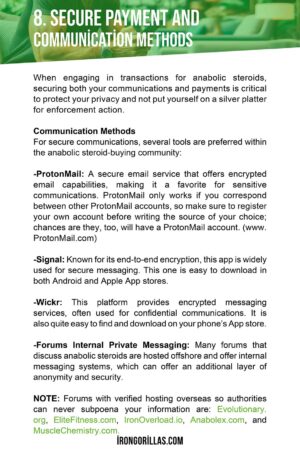 8. SECURE PAYMENT AND
COMMUNİCATİON METHODS
When engaging in transactions for anabolic steroids,
securing both your communications and payments is critical
to protect your privacy and not put yourself on a silver platter
for enforcement action.
Communication Methods
For secure communications, several tools are preferred within
the anabolic steroid-buying community:
-ProtonMail: A secure email service that offers encrypted
email capabilities, making it a favorite for sensitive
communications. ProtonMail only works if you correspond
between other ProtonMail accounts, so make sure to register
your own account before writing the source of your choice;
chances are they, too, will have a ProtonMail account. (www.
ProtonMail.com)
-Signal: Known for its end-to-end encryption, this app is widely
used for secure messaging. This one is easy to download in
both Android and Apple App stores.
-Wickr: This platform provides encrypted messaging
services, often used for confidential communications. It is
also quite easy to find and download on your phone's App store.
-Forums Internal Private Messaging: Many forums that
discuss anabolic steroids are hosted offshore and offer internal
messaging systems, which can offer an additional layer of
anonymity and security.
NOTE: Forums with verified hosting overseas so authorities
can never subpoena your information are: Evolutionary.
org, EliteFitness.com, IronOverload.io, Anabolex.com, and
MuscleChemistry.com.
İRONGORİLLAS.COM